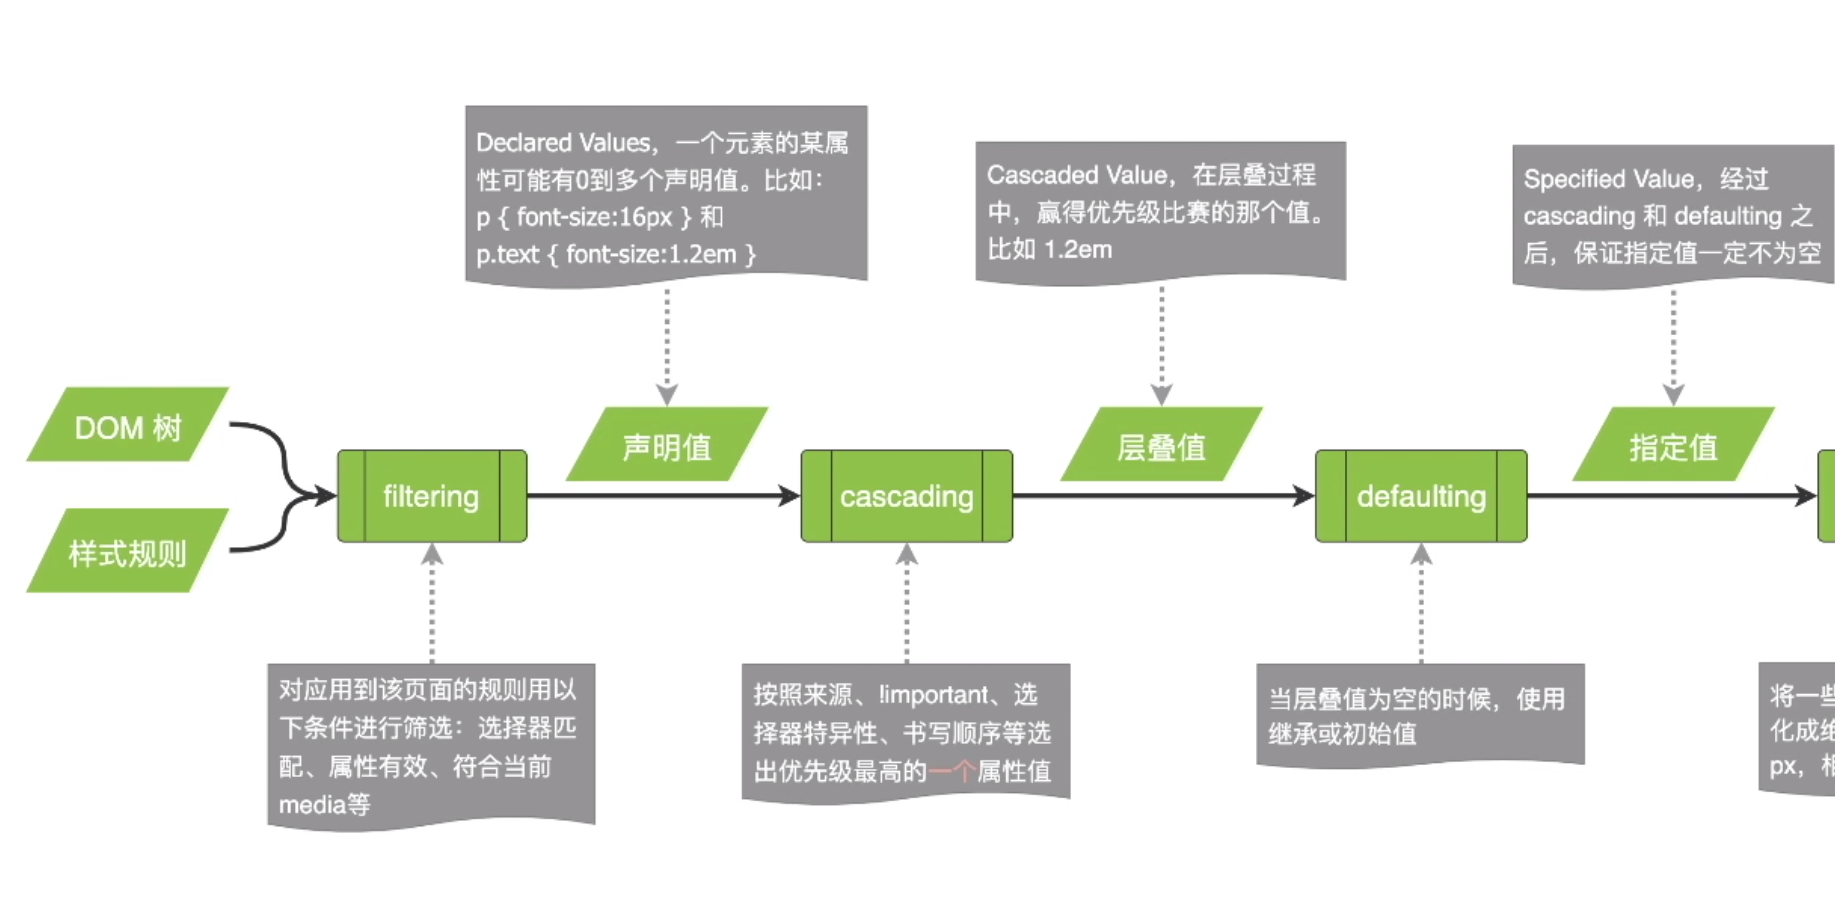 Declared Values，一个元素的某属
性可能有0到多个声明值。比如：
p { font-size:16px } 和
p.text { font-size:1.2em }
Cascaded Value，在层叠过程
中，赢得优先级比赛的那个值。
比如 1.2em
Specified Value，经过
cascading 和 defaulting 之
后，保证指定值一定不为空
DOM 树
样式规则
filtering
声明值
cascading
层叠值
defaulting
指定值
对应用到该页面的规则用以
下条件进行筛选：选择器匹
配、属性有效、符合当前
media等
按照来源、!important、选
择器特异性、书写顺序等选
出优先级最高的一个属性值
当层叠值为空的时候，使用
继承或初始值
将一些
化成绝
px，相